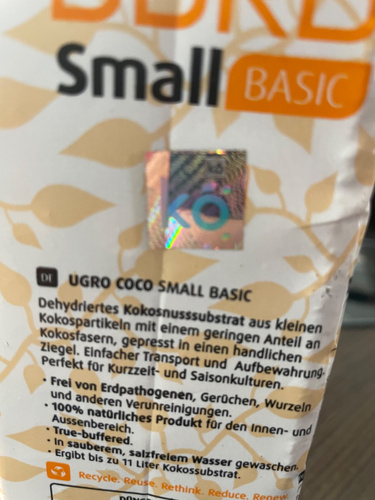 Small BASIC
KO
DE UGRO COCO SMALL BASIC
Dehydriertes Kokosnusssubstrat aus kleinen
Kokospartikeln mit einem geringen Anteil an
Kokosfasern, gepresst in einen handlichen
Ziegel. Einfacher Transport und Aufbewahrung.
Perfekt für Kurzzeit- und Saisonkulturen.
· Frei von Erdpathogenen, Gerüchen, Wurzeln
und anderen Verunreinigungen.
· 100% natürliches Produkt für den Innen- und
Aussenbereich.
· True-buffered.
· In sauberem, salzfreiem Wasser gewaschen.
· Ergibt bis zu 11 Liter Kokossubstrat.
Recycle. Reuse. Rethink. Reduce. Renew.